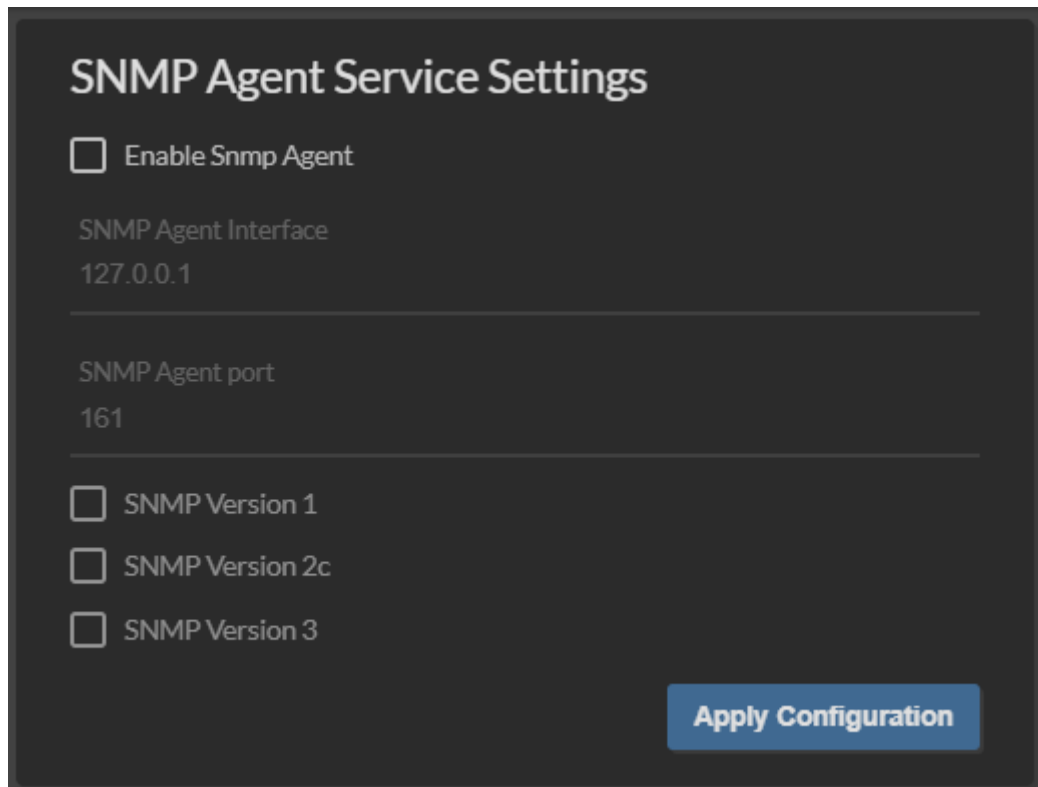 SNMP Agent Service Settings
Enable Snmp Agent
SNMP Agent Interface
127.0.0.1
SNMP Agent port
161
SNMP Version 1
SNMP Version 2c
SNMP Version 3
Apply Configuration